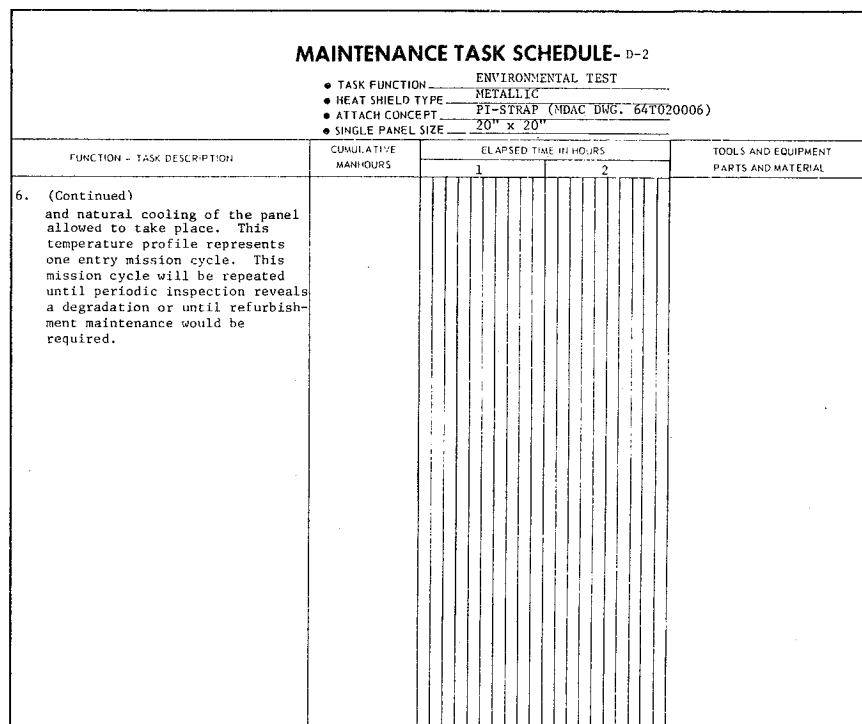 MAINTENANCE TASK SCHEDULE- D-2
• TASK FUNCTION ENVIRONMENTAL TEST
• HEAT SHIELD TYPE METALLIC
• ATTACH CONCEPT PI-STRAP (MDAC DWG. 64T020006)
• SINGLE PANEL SIZE 20" x 20"
FUNCTION - TASK DESCRIPTION
CUMULATIVE
MANHOURS
ELAPSED TIME IN HOURS
1 2
TOOLS AND EQUIPMENT
PARTS AND MATERIAL
6. (Continued)
and natural cooling of the panel
allowed to take place. This
temperature profile represents
one entry mission cycle. This
mission cycle will be repeated
until periodic inspection reveals
a degradation or until refurbish-
ment maintenance would be
required.